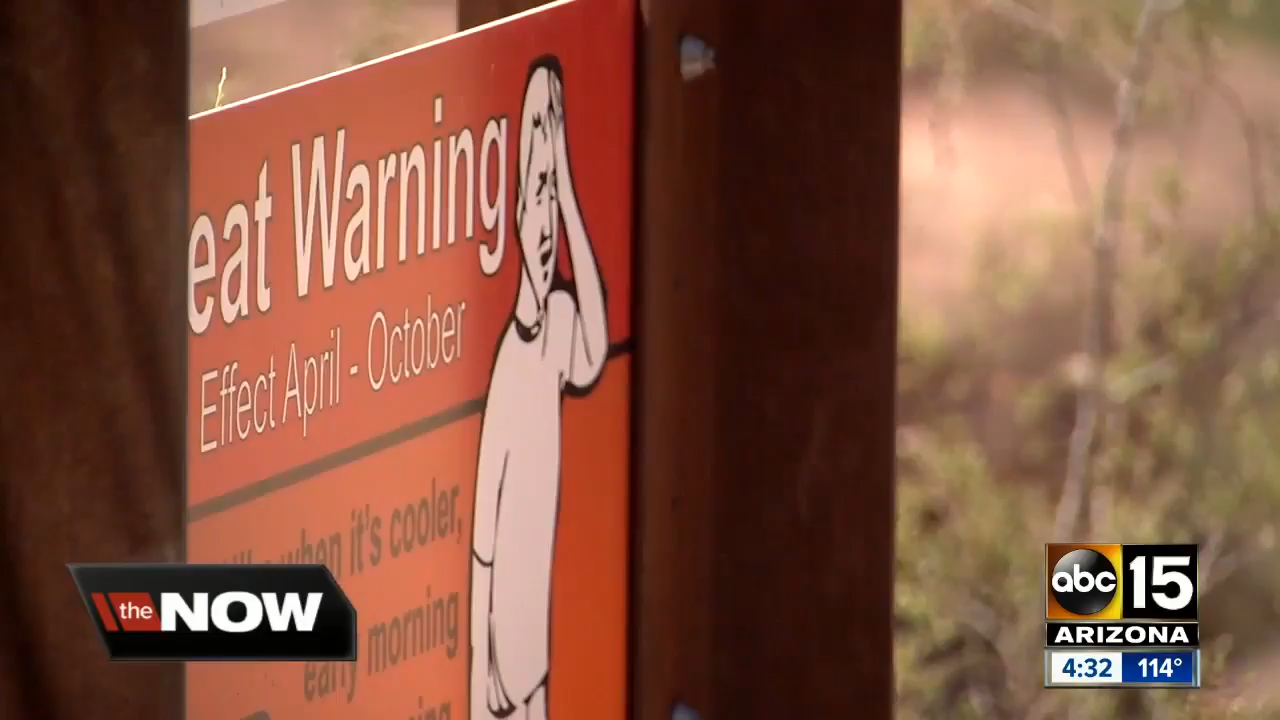 eat Warning
Effect April - October
when it's cooler,
early morning
the NOW
abc 15
ARIZONA
4:32 114°